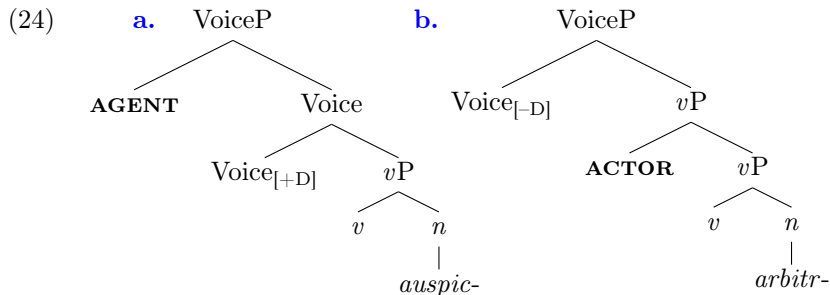 (24) a. VoiceP b. VoiceP
AGENT Voice Voice[–D] vP
Voice[+D] vP ACTOR vP
v n v n
auspic- arbitr-